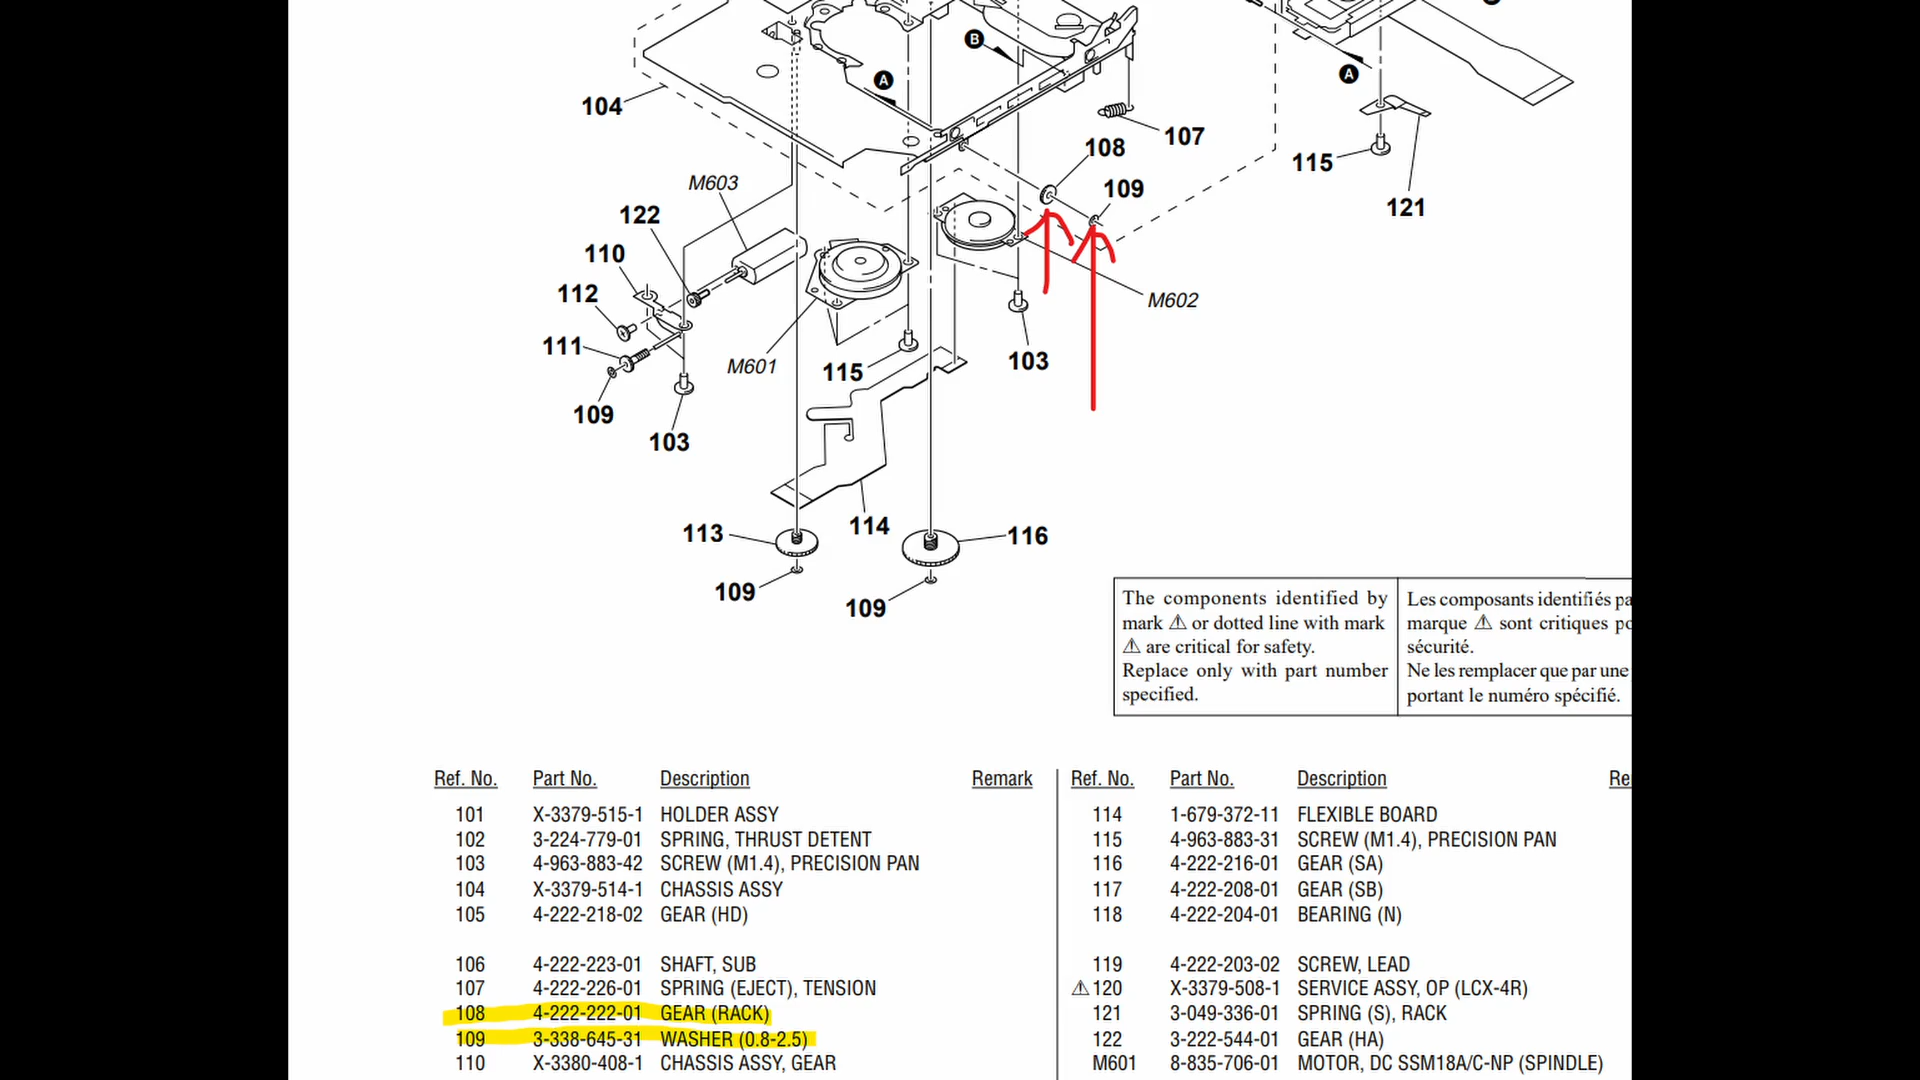 B
A
A
104
107
108
115
M603
109
122
121
110
112
M602
111
M601
115
103
109
103
113
114
116
109
109
The components identified by
mark ⚠ or dotted line with mark
⚠ are critical for safety.
Replace only with part number
specified.
Les composants identifiés pa
marque ⚠ sont critiques po
sécurité.
Ne les remplacer que par une
portant le numéro spécifié.
Ref. No. Part No. Description Remark
101 X-3379-515-1 HOLDER ASSY
102 3-224-779-01 SPRING, THRUST DETENT
103 4-963-883-42 SCREW (M1.4), PRECISION PAN
104 X-3379-514-1 CHASSIS ASSY
105 4-222-218-02 GEAR (HD)
106 4-222-223-01 SHAFT, SUB
107 4-222-226-01 SPRING (EJECT), TENSION
108 4-222-222-01 GEAR (RACK)
109 3-338-645-31 WASHER (0.8-2.5)
110 X-3380-408-1 CHASSIS ASSY, GEAR
Ref. No. Part No. Description Re
114 1-679-372-11 FLEXIBLE BOARD
115 4-963-883-31 SCREW (M1.4), PRECISION PAN
116 4-222-216-01 GEAR (SA)
117 4-222-208-01 GEAR (SB)
118 4-222-204-01 BEARING (N)
119 4-222-203-02 SCREW, LEAD
⚠ 120 X-3379-508-1 SERVICE ASSY, OP (LCX-4R)
121 3-049-336-01 SPRING (S), RACK
122 3-222-544-01 GEAR (HA)
M601 8-835-706-01 MOTOR, DC SSM18A/C-NP (SPINDLE)